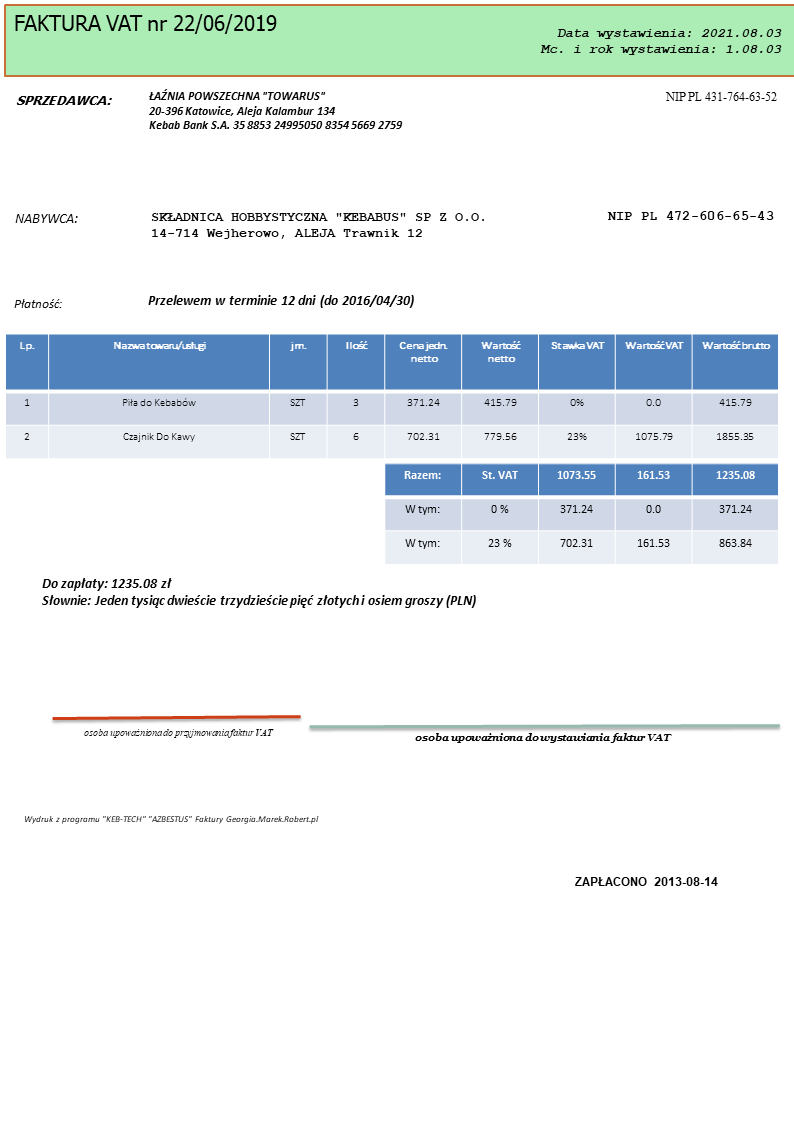 FAKTURA VAT nr 22/06/2019
Data wystawienia: 2021.08.03
Mc. i rok wystawienia: 1.08.03
SPRZEDAWCA:
ŁAŹNIA POWSZECHNA "TOWARUS"
20-396 Katowice, Aleja Kalambur 134
Kebab Bank S.A. 35 8853 24995050 8354 5669 2759
NIP PL 431-764-63-52
NABYWCA:
SKŁADNICA HOBBYSTYCZNA "KEBABUS" SP Z O.O.
14-714 Wejherowo, ALEJA Trawnik 12
NIP PL 472-606-65-43
Płatność:
Przelewem w terminie 12 dni (do 2016/04/30)
Lp. Nazwa towaru/usługi jm. Ilość Cena jedn. netto Wartość netto Stawka VAT Wartość VAT Wartość brutto
1 Piła do Kebabów SZT 3 371.24 415.79 0% 0.0 415.79
2 Czajnik Do Kawy SZT 6 702.31 779.56 23% 1075.79 1855.35
Razem: St. VAT 1073.55 161.53 1235.08
W tym: 0 % 371.24 0.0 371.24
W tym: 23 % 702.31 161.53 863.84
Do zapłaty: 1235.08 zł
Słownie: Jeden tysiąc dwieście trzydzieście pięć złotych i osiem groszy (PLN)
osoba upoważniona do przyjmowania faktur VAT
osoba upoważniona do wystawiania faktur VAT
Wydruk z programu "KEB-TECH" "AZBESTUS" Faktury Georgia.Marek.Robert.pl
ZAPŁACONO 2013-08-14